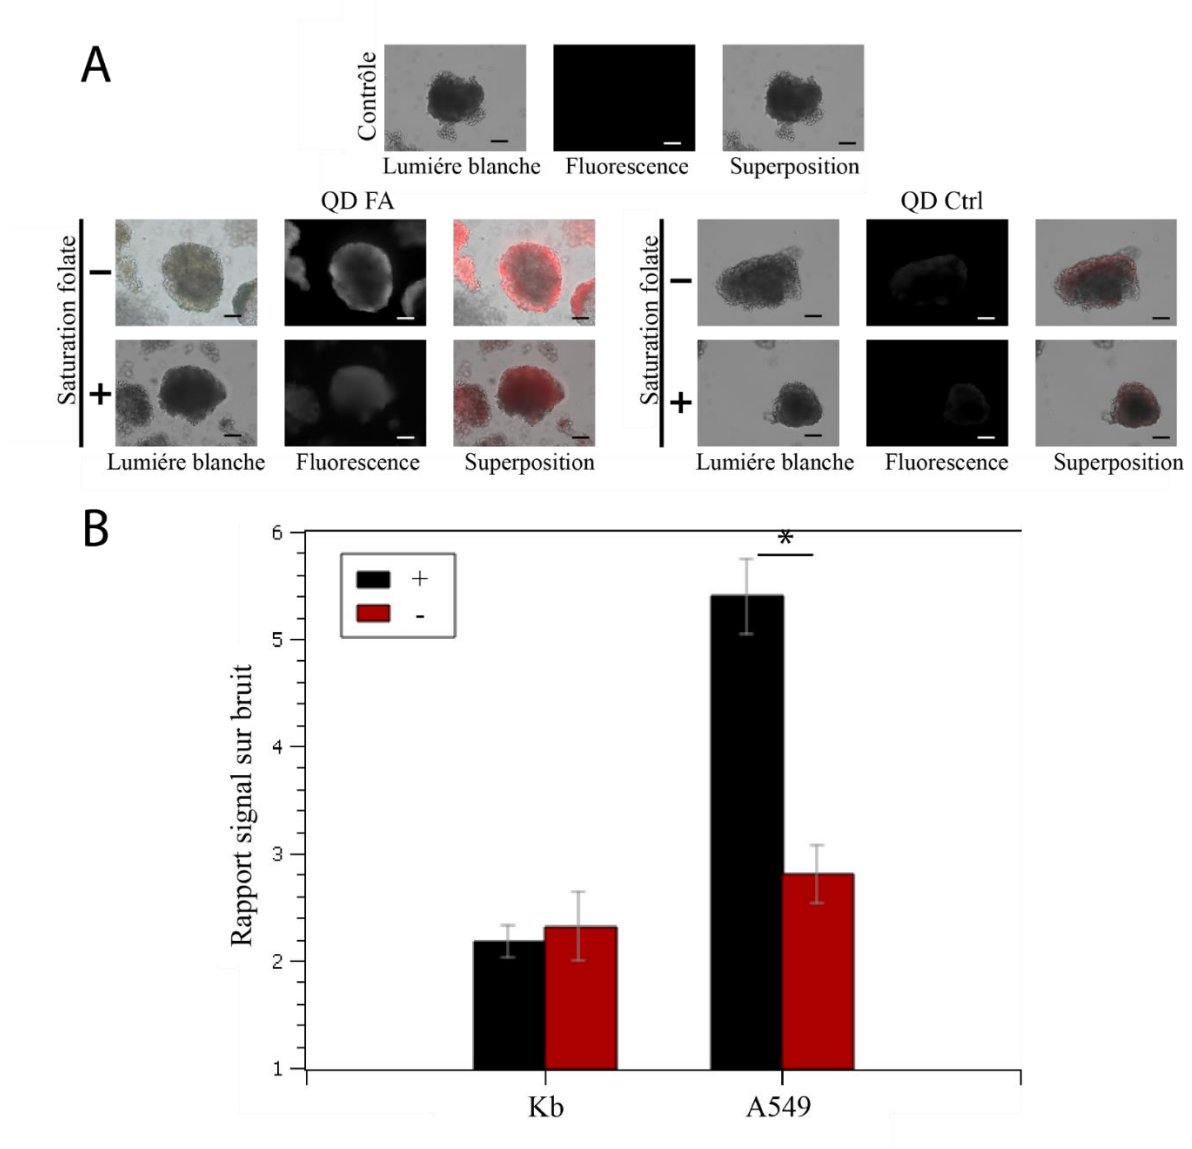 A
Contrôle
Lumiére blanche
Fluorescence
Superposition
QD FA
Saturation folate
−
+
Lumiére blanche
Fluorescence
Superposition
QD Ctrl
Saturation folate
−
+
Lumiére blanche
Fluorescence
Superposition
B
Rapport signal sur bruit
6
5
4
3
2
1
+
-
*
Kb
A549